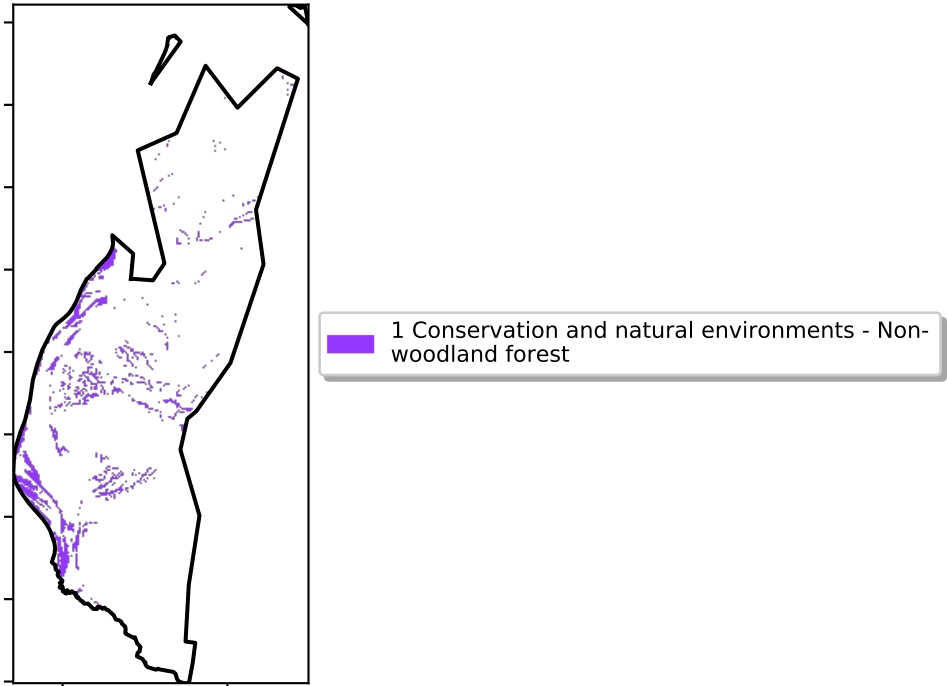 1 Conservation and natural environments - Non-
woodland forest